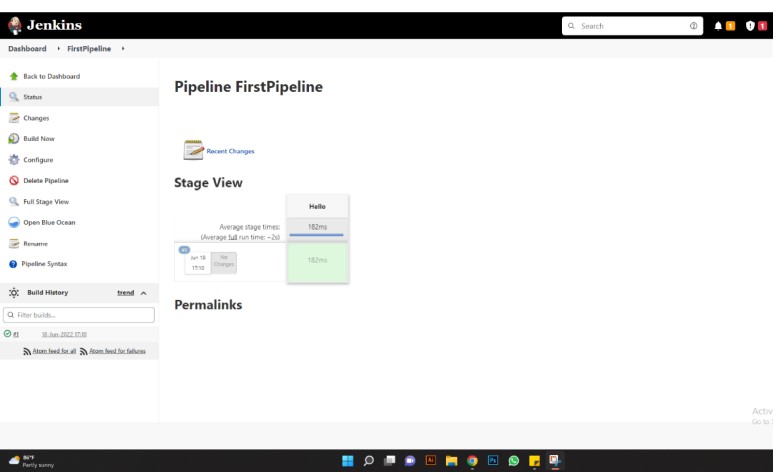 Jenkins
Search
1
1
Dashboard
FirstPipeline
Back to Dashboard
Status
Changes
Build Now
Configure
Delete Pipeline
Full Stage View
Open Blue Ocean
Rename
Pipeline Syntax
Build History
trend
Filter builds...
#1
18-Jun-2022 17:10
Atom feed for all
Atom feed for failures
Pipeline FirstPipeline
Recent Changes
Stage View
Hello
Average stage times:
182ms
(Average full run time: ~2s)
#1
Jun 18
17:10
No
Changes
182ms
Permalinks
Activ
Go to S
86°F
Partly sunny
Ai
Ps